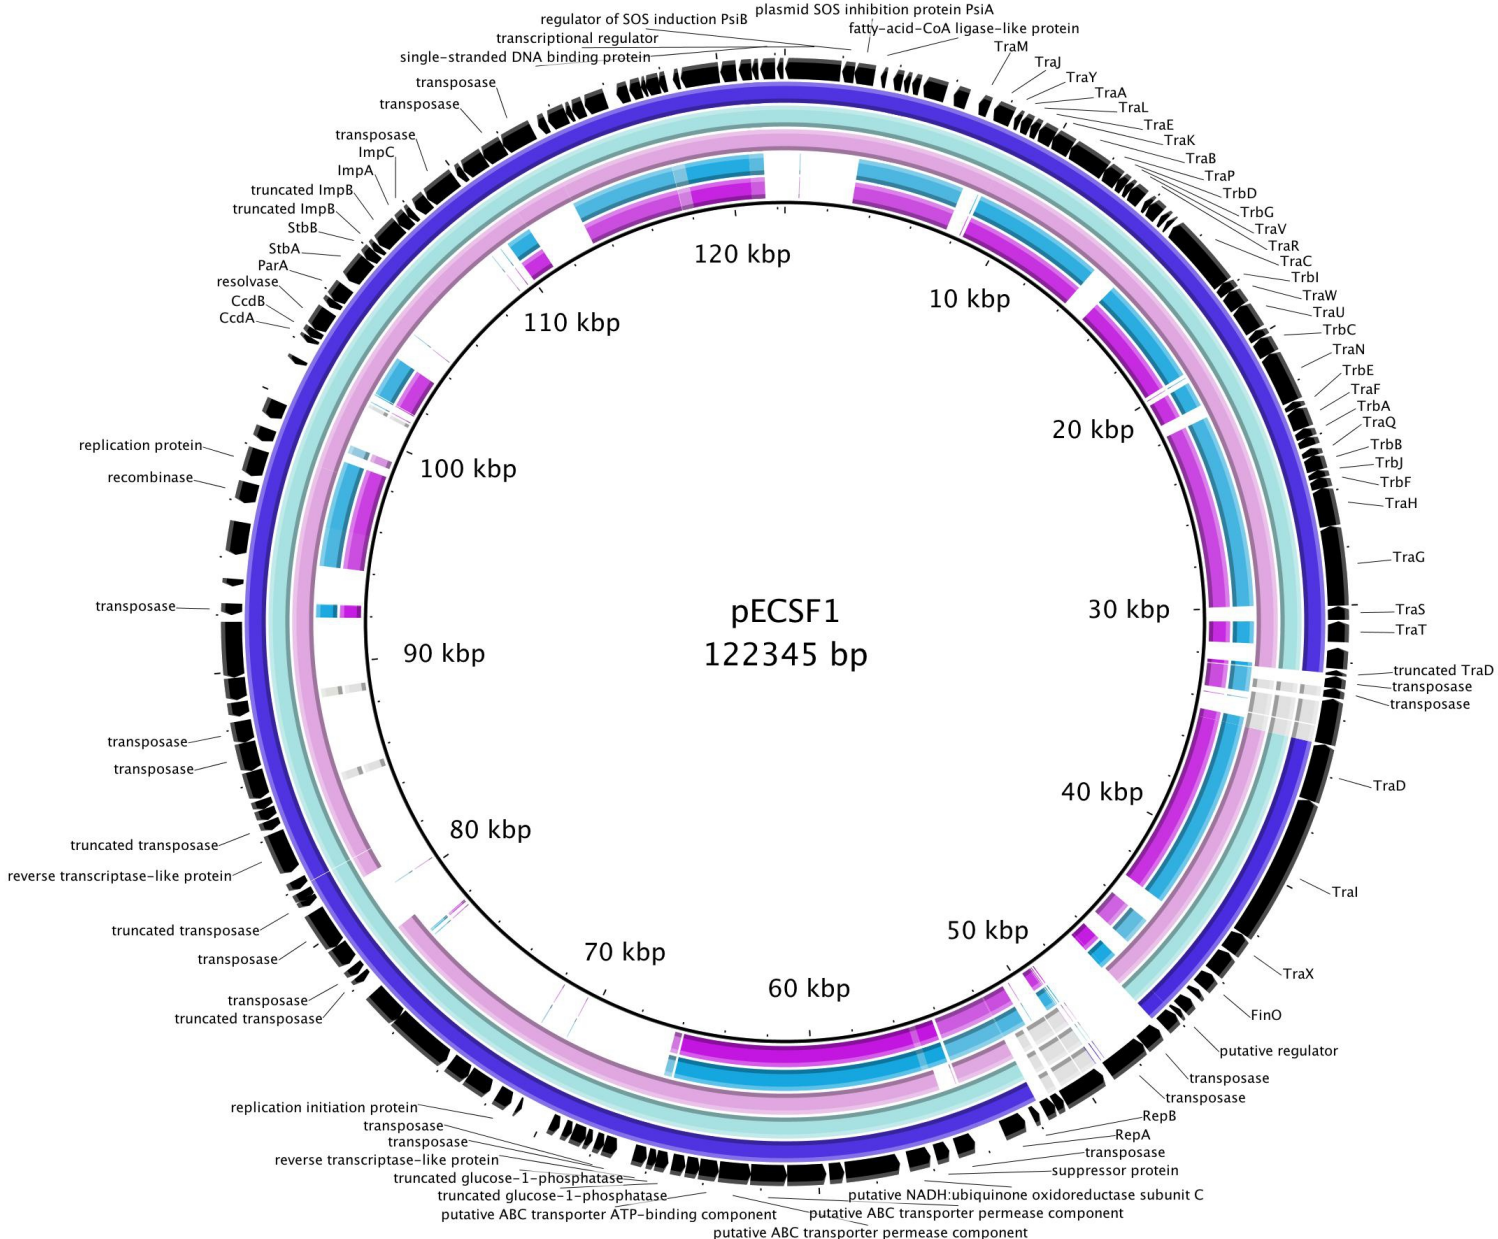 plasmid SOS inhibition protein PsiA
regulator of SOS induction PsiB
fatty-acid-CoA ligase-like protein
transcriptional regulator
single-stranded DNA binding protein
transposase
transposase
transposase
ImpC
ImpA
truncated ImpB
truncated ImpB
StbB
StbA
ParA
resolvase
CcdB
CcdA
replication protein
recombinase
transposase
transposase
transposase
truncated transposase
reverse transcriptase-like protein
truncated transposase
transposase
transposase
truncated transposase
replication initiation protein
transposase
transposase
reverse transcriptase-like protein
truncated glucose-1-phosphatase
truncated glucose-1-phosphatase
putative ABC transporter ATP-binding component
TraM
TraJ
TraY
TraA
TraL
TraE
TraK
TraB
TraP
TrbD
TrbG
TraV
TraR
TraC
TrbI
TraW
TraU
TrbC
TraN
TrbE
TraF
TrbA
TraQ
TrbB
TrbJ
TrbF
TraH
TraG
TraS
TraT
truncated TraD
transposase
transposase
TraD
TraI
TraX
FinO
putative regulator
transposase
transposase
RepB
RepA
transposase
suppressor protein
putative NADH:ubiquinone oxidoreductase subunit C
putative ABC transporter permease component
putative ABC transporter permease component
120 kbp
10 kbp
110 kbp
20 kbp
100 kbp
30 kbp
90 kbp
40 kbp
80 kbp
50 kbp
70 kbp
60 kbp
pECSF1
122345 bp